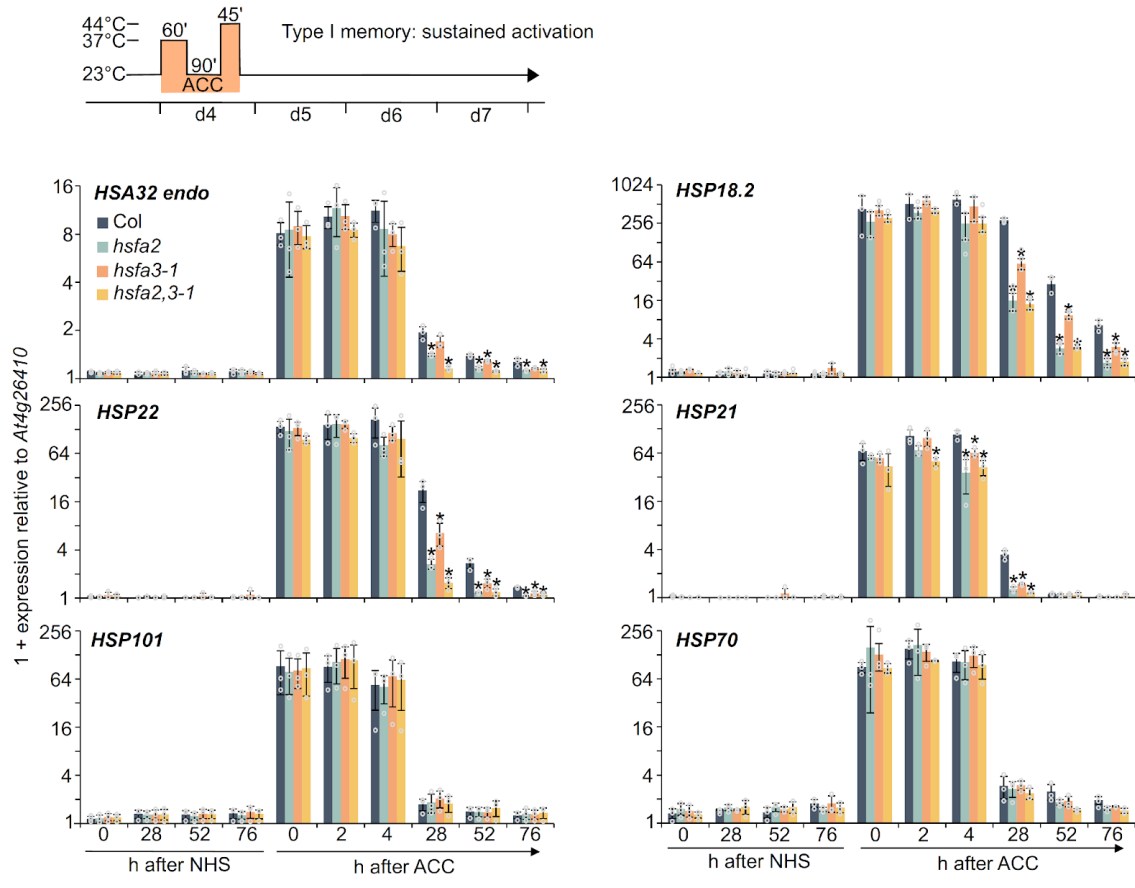 44°C
37°C
23°C
60'
90'
45'
ACC
Type I memory: sustained activation
d4 d5 d6 d7
1 + expression relative to At4g26410
HSA32 endo
Col
hsfa2
hsfa3-1
hsfa2,3-1
16
8
4
2
1
HSP18.2
1024
256
64
16
4
1
* * * * * * * * *
HSP22
256
64
16
4
1
HSP21
256
64
16
4
1
HSP101
256
64
16
4
1
0 28 52 76 0 2 4 28 52 76
h after NHS h after ACC
HSP70
256
64
16
4
1
0 28 52 76 0 2 4 28 52 76
h after NHS h after ACC